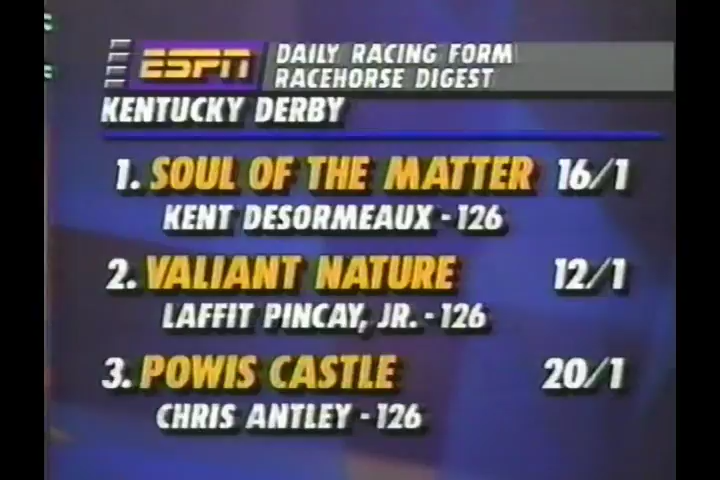 ESPN DAILY RACING FORM
RACEHORSE DIGEST
KENTUCKY DERBY
1. SOUL OF THE MATTER 16/1
KENT DESORMEAUX - 126
2. VALIANT NATURE 12/1
LAFFIT PINCAY, JR. - 126
3. POWIS CASTLE 20/1
CHRIS ANTLEY - 126